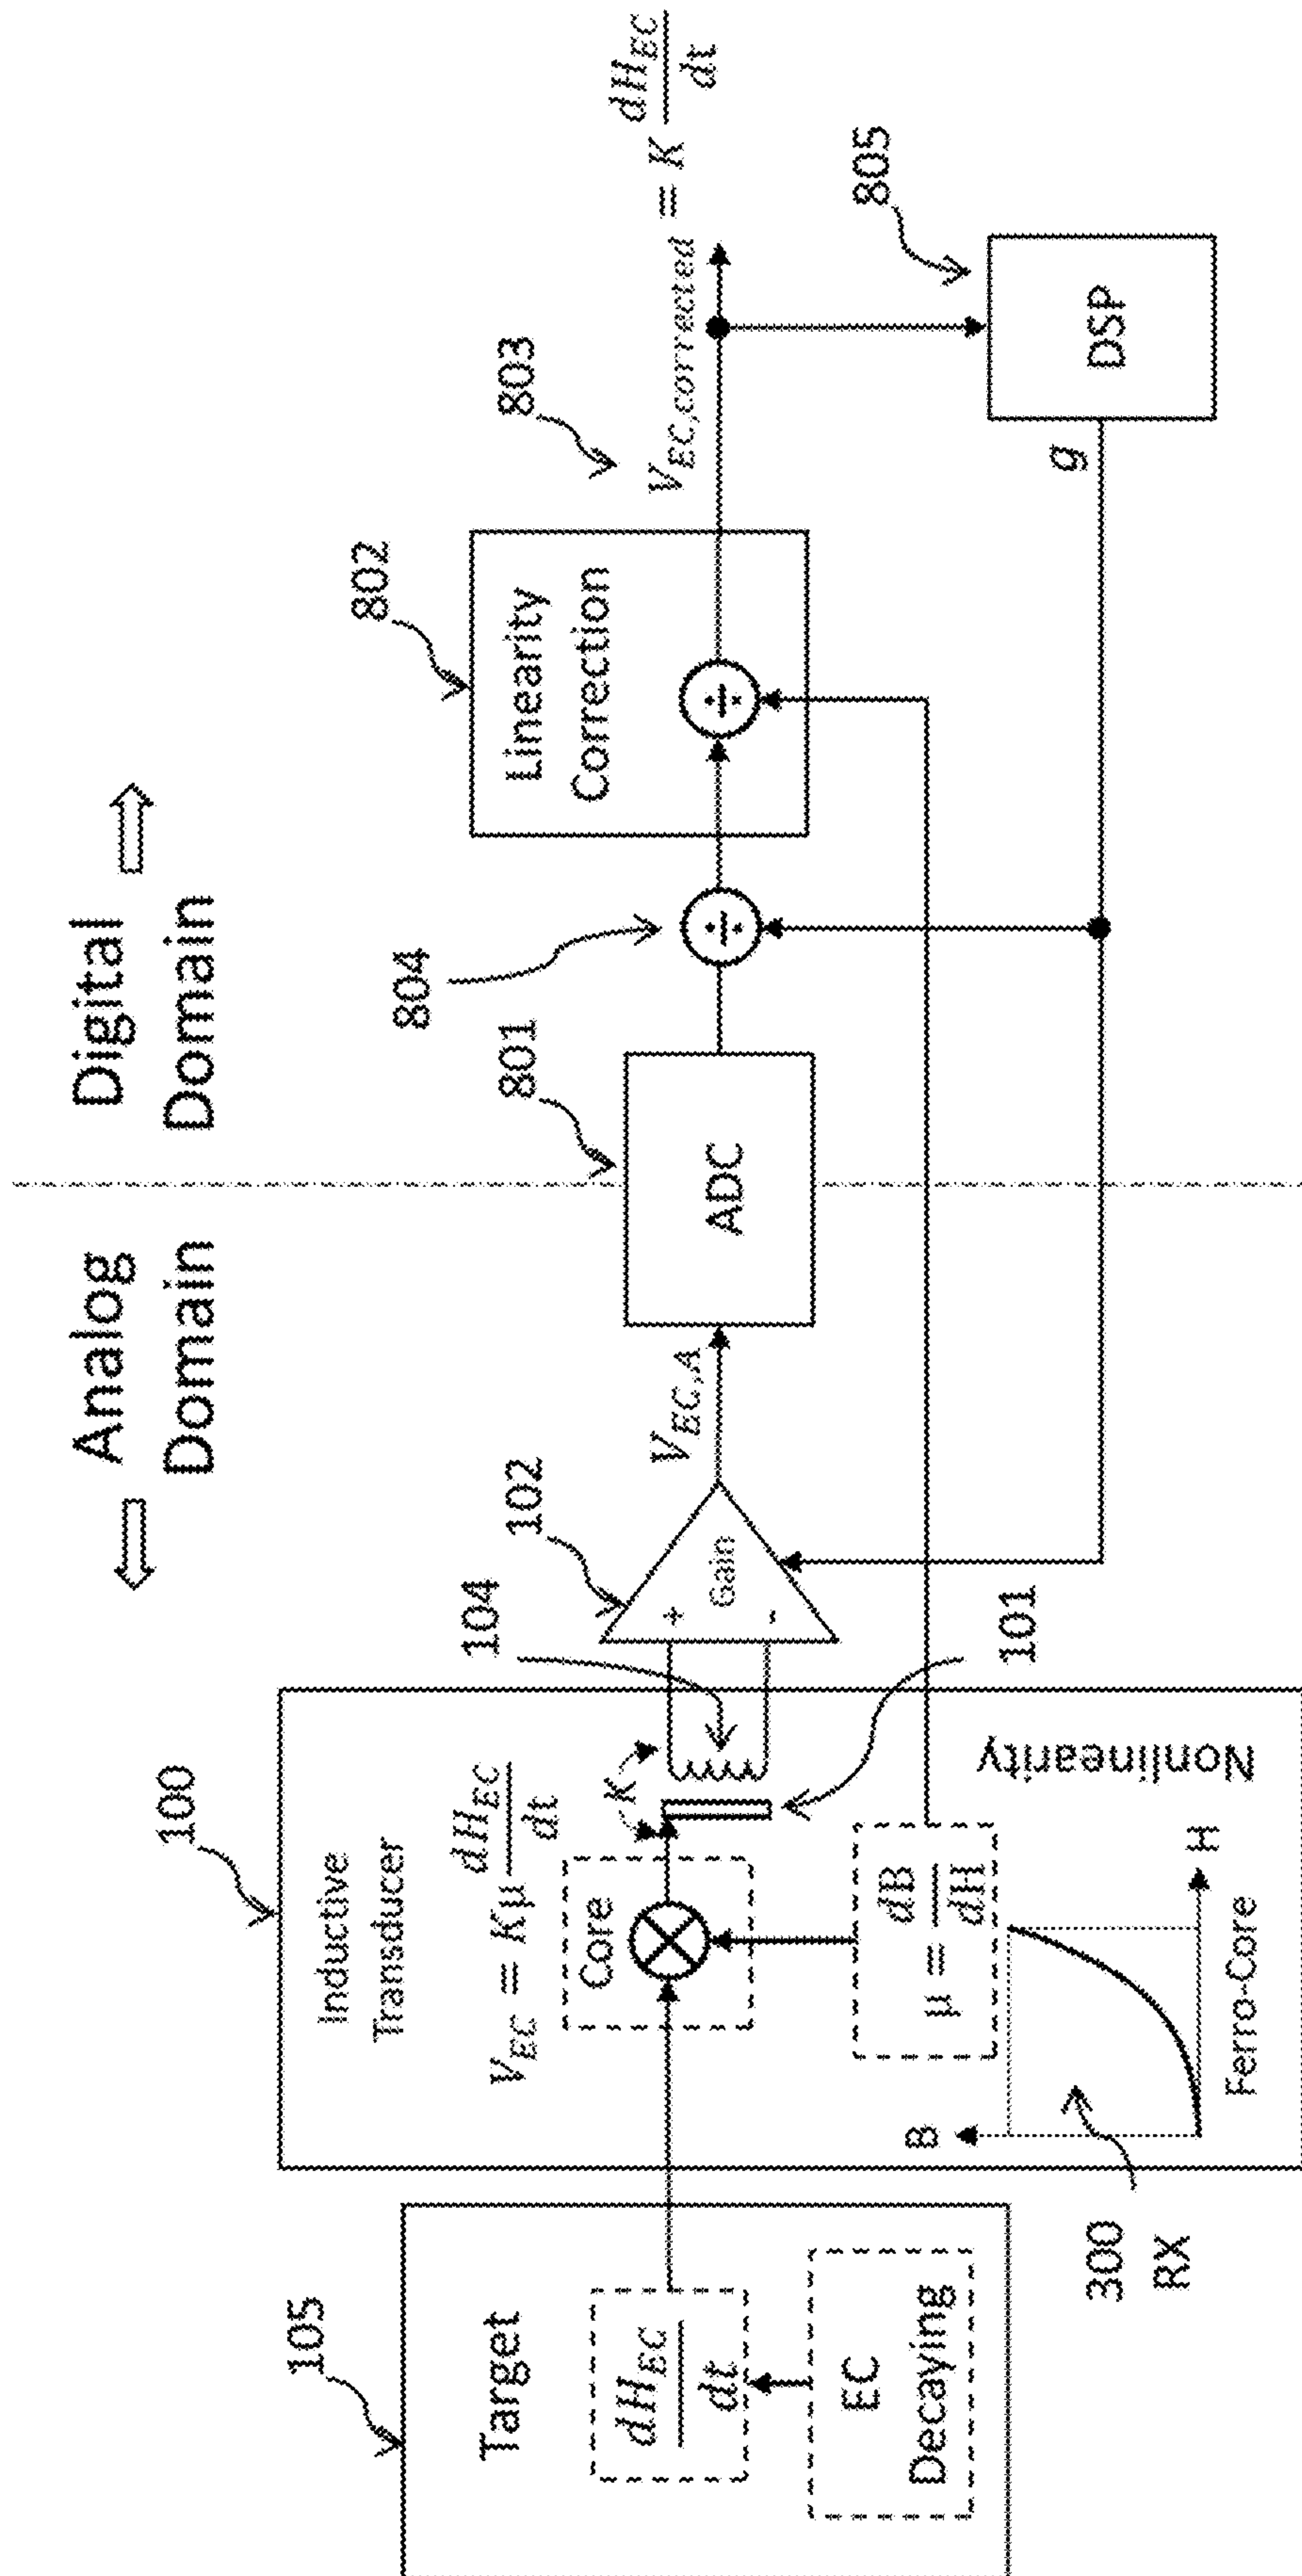 Analog
Domain
Digital
Domain
105
Target
dH_EC
dt
EC
Decaying
300
RX
100
Inductive
Transducer
V_EC = Kμ dH_EC/dt
Core
K
μ = dB/dH
B
H
Ferro-Core
Nonlinearity
104
101
102
+
Gain
-
V_EC,A
801
ADC
804
÷
802
Linearity
Correction
÷
803
V_EC,corrected = K dH_EC/dt
805
DSP
g